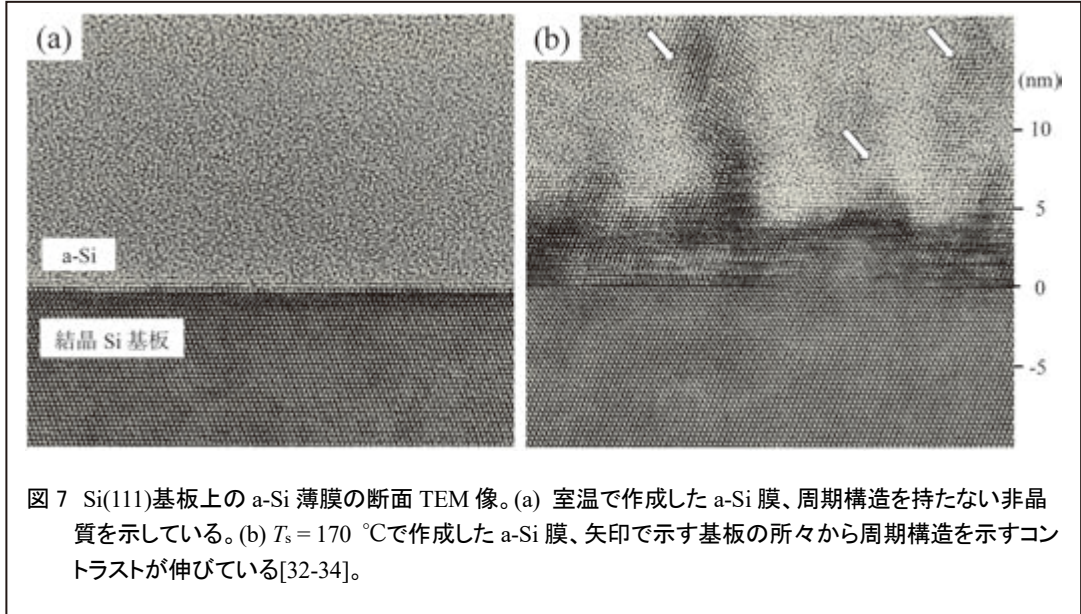 (a)
(b)
(nm)
10
5
0
-5
a-Si
結晶 Si 基板
図 7 Si(111)基板上の a-Si 薄膜の断面 TEM 像。(a) 室温で作成した a-Si 膜、周期構造を持たない非晶
質を示している。(b) Ts = 170 ℃で作成した a-Si 膜、矢印で示す基板の所々から周期構造を示すコン
トラストが伸びている[32-34]。